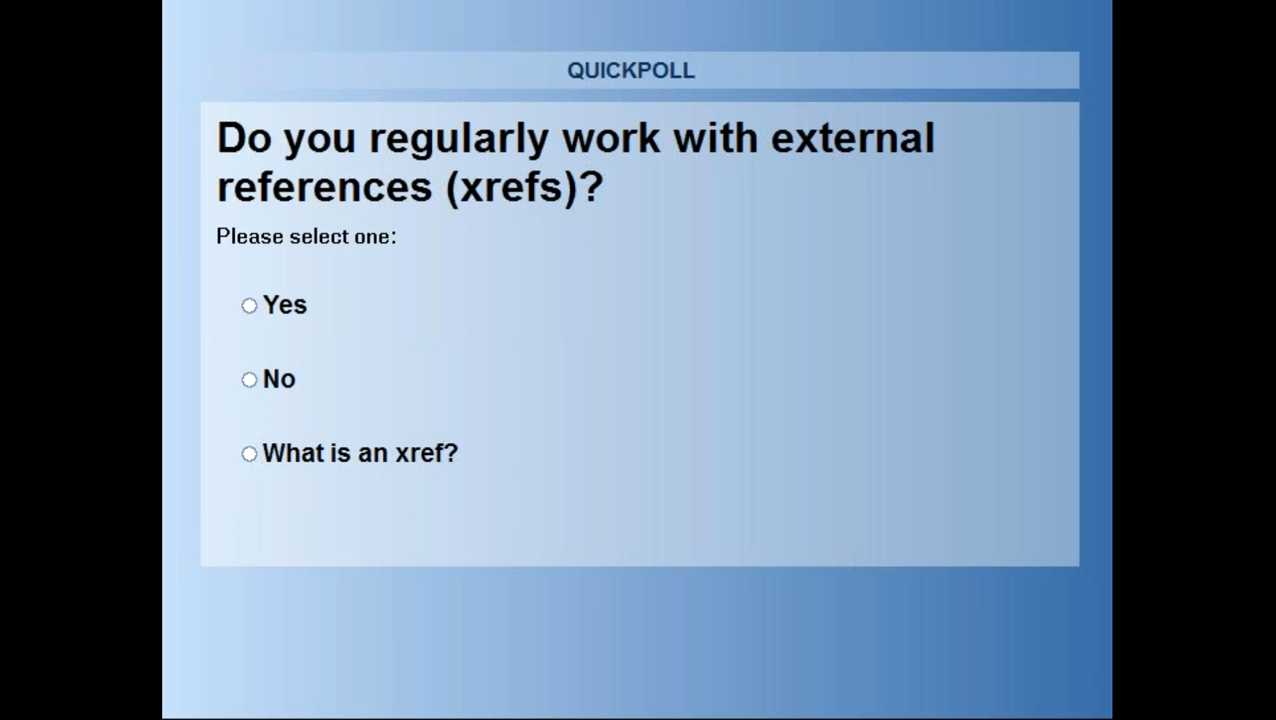 QUICKPOLL
Do you regularly work with external
references (xrefs)?
Please select one:
Yes
No
What is an xref?